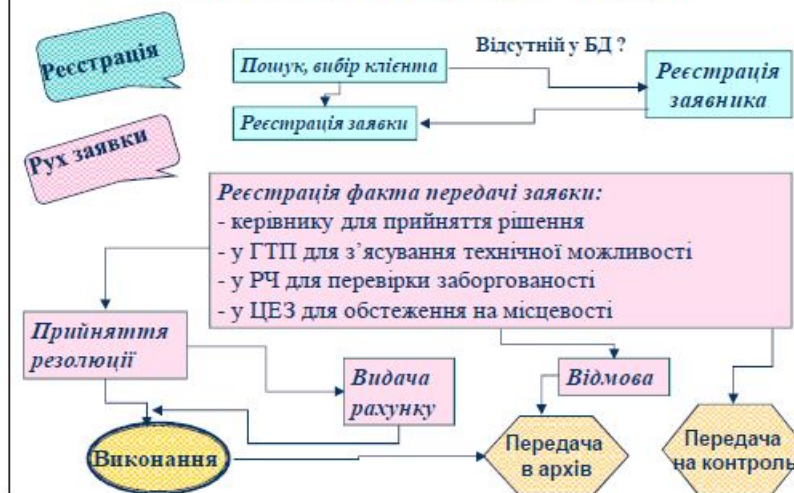 Реєстрація
Пошук, вибір клієнта
Відсутній у БД ?
Реєстрація
заявника
Реєстрація заявки
Рух заявки
Реєстрація факта передачі заявки:
- керівнику для прийняття рішення
- у ГТП для з’ясування технічної можливості
- у РЧ для перевірки заборгованості
- у ЦЕЗ для обстеження на місцевості
Прийняття
резолюції
Видача
рахунку
Відмова
Виконання
Передача
в архів
Передача
на контроль